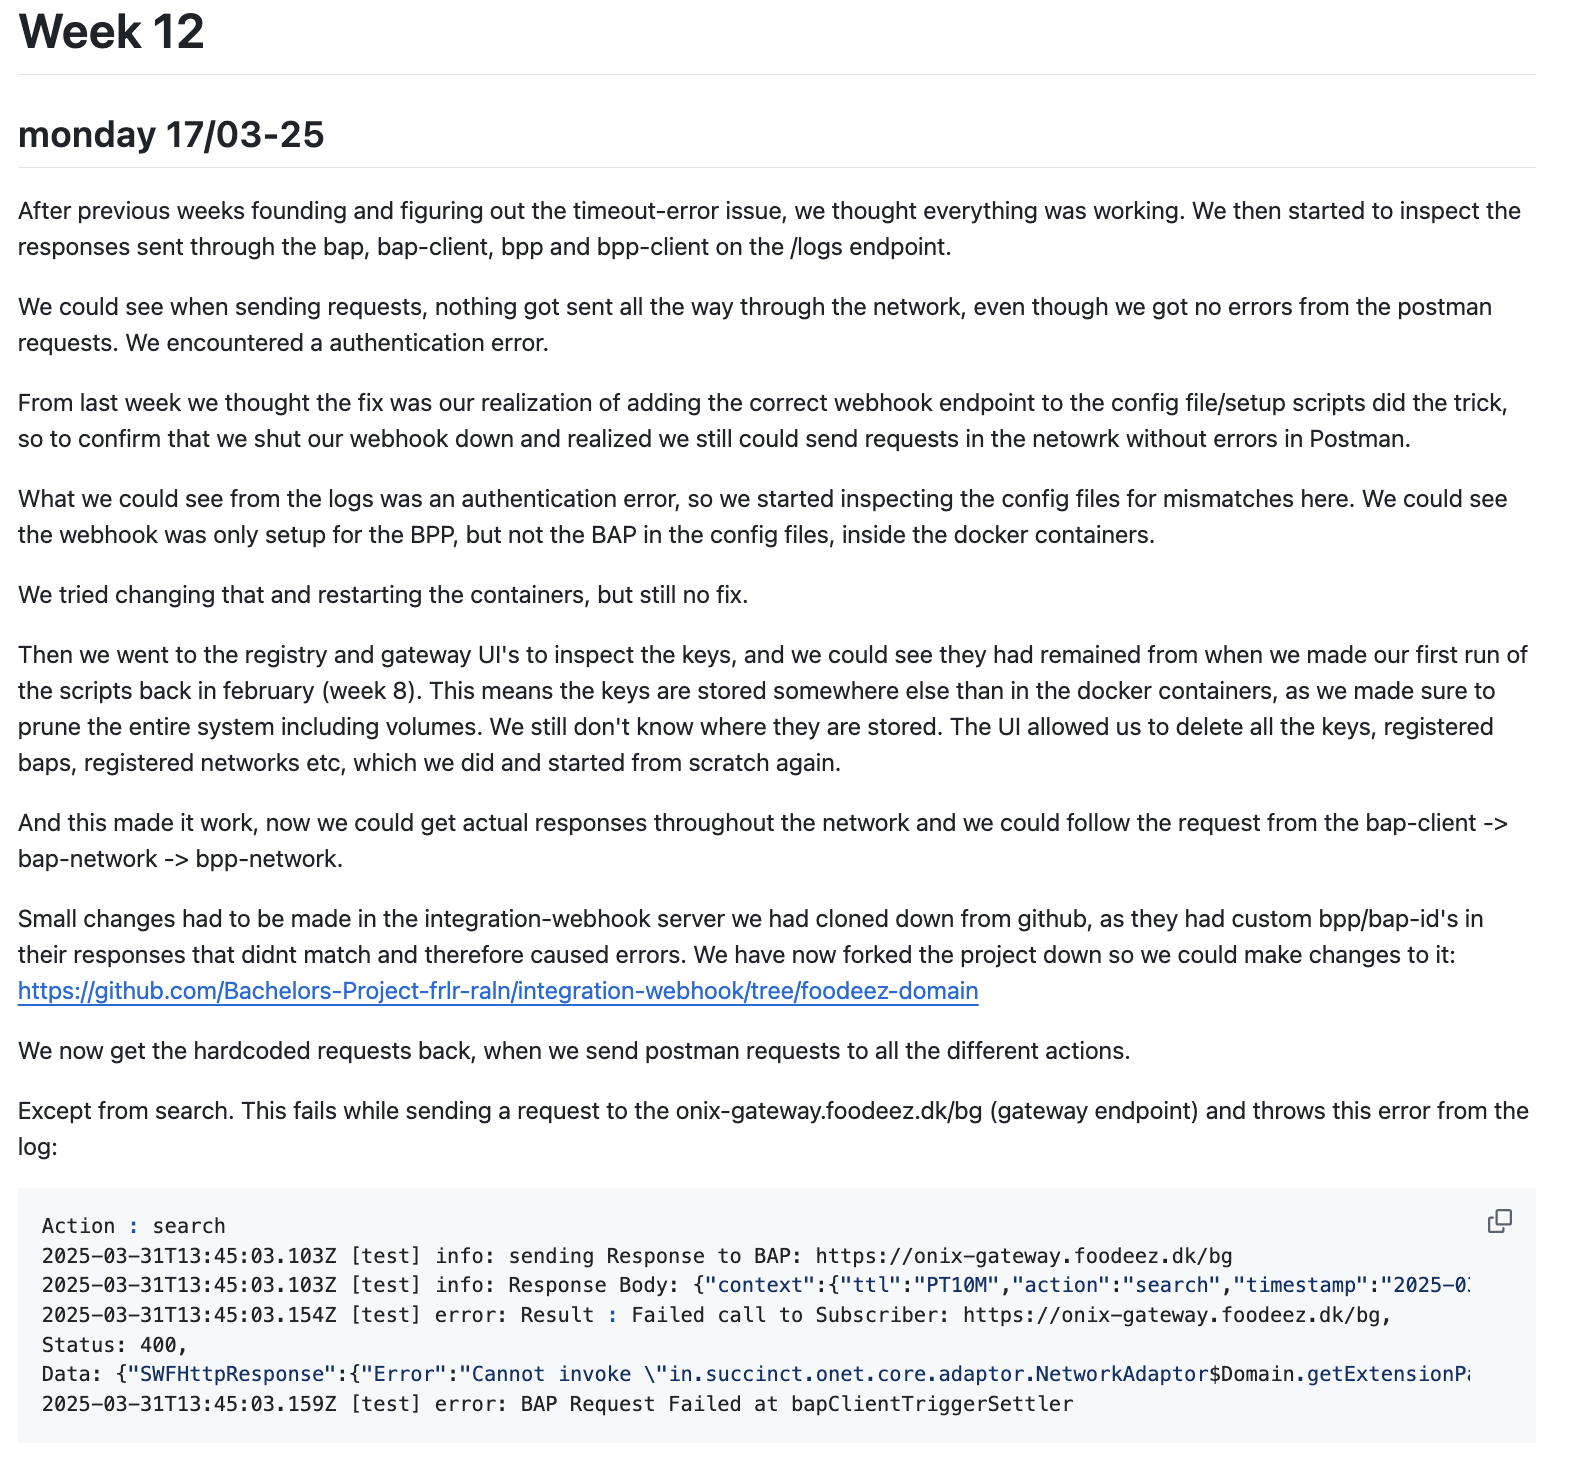 Week 12
monday 17/03-25
After previous weeks founding and figuring out the timeout-error issue, we thought everything was working. We then started to inspect the
responses sent through the bap, bap-client, bpp and bpp-client on the /logs endpoint.
We could see when sending requests, nothing got sent all the way through the network, even though we got no errors from the postman
requests. We encountered a authentication error.
From last week we thought the fix was our realization of adding the correct webhook endpoint to the config file/setup scripts did the trick,
so to confirm that we shut our webhook down and realized we still could send requests in the netowrk without errors in Postman.
What we could see from the logs was an authentication error, so we started inspecting the config files for mismatches here. We could see
the webhook was only setup for the BPP, but not the BAP in the config files, inside the docker containers.
We tried changing that and restarting the containers, but still no fix.
Then we went to the registry and gateway UI's to inspect the keys, and we could see they had remained from when we made our first run of
the scripts back in february (week 8). This means the keys are stored somewhere else than in the docker containers, as we made sure to
prune the entire system including volumes. We still don't know where they are stored. The UI allowed us to delete all the keys, registered
baps, registered networks etc, which we did and started from scratch again.
And this made it work, now we could get actual responses throughout the network and we could follow the request from the bap-client ->
bap-network -> bpp-network.
Small changes had to be made in the integration-webhook server we had cloned down from github, as they had custom bpp/bap-id's in
their responses that didnt match and therefore caused errors. We have now forked the project down so we could make changes to it:
https://github.com/Bachelors-Project-frlr-raln/integration-webhook/tree/foodeez-domain
We now get the hardcoded requests back, when we send postman requests to all the different actions.
Except from search. This fails while sending a request to the onix-gateway.foodeez.dk/bg (gateway endpoint) and throws this error from the
log:
Action : search
2025-03-31T13:45:03.103Z [test] info: sending Response to BAP: https://onix-gateway.foodeez.dk/bg
2025-03-31T13:45:03.103Z [test] info: Response Body: {"context":{"ttl":"PT10M","action":"search","timestamp":"2025-0
2025-03-31T13:45:03.154Z [test] error: Result : Failed call to Subscriber: https://onix-gateway.foodeez.dk/bg,
Status: 400,
Data: {"SWFHttpResponse":{"Error":"Cannot invoke \"in.succinct.onet.core.adaptor.NetworkAdaptor$Domain.getExtensionP
2025-03-31T13:45:03.159Z [test] error: BAP Request Failed at bapClientTriggerSettler